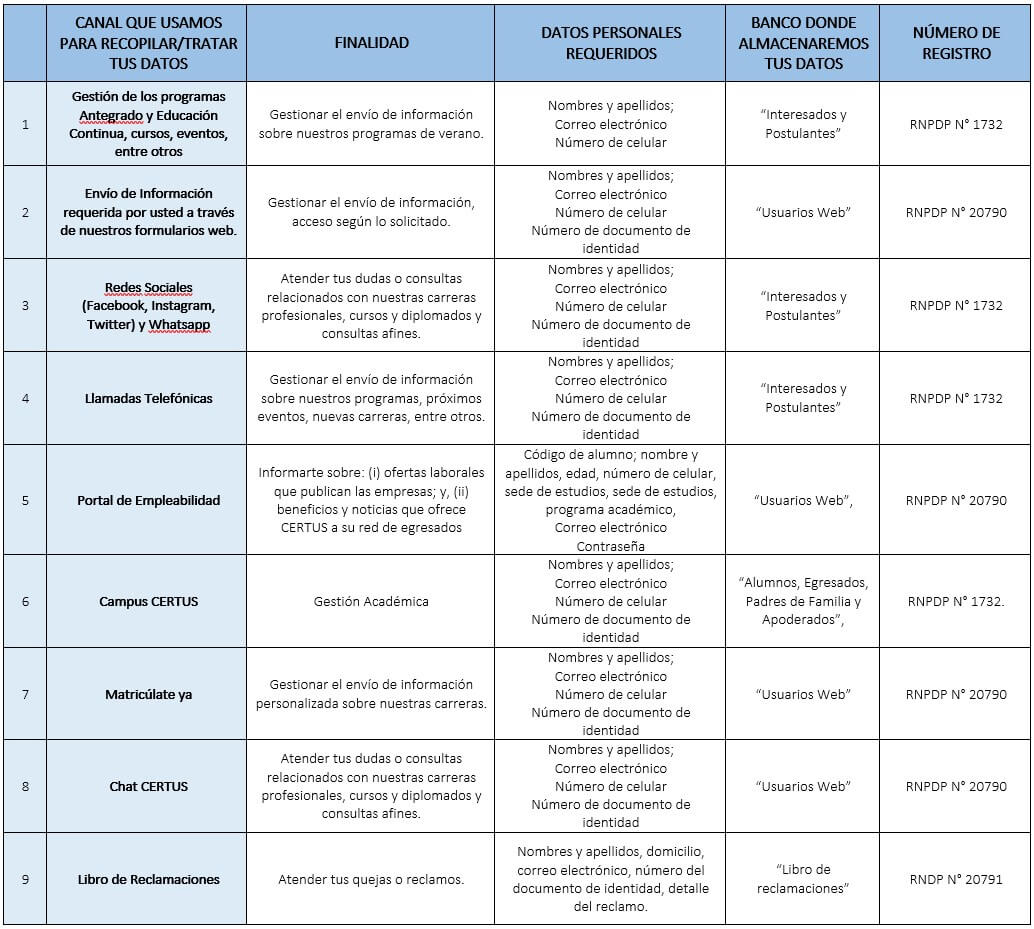 CANAL QUE USAMOS
PARA RECOPILAR/TRATAR
TUS DATOS
FINALIDAD
DATOS PERSONALES
REQUERIDOS
BANCO DONDE
ALMACENAREMOS
TUS DATOS
NÚMERO DE
REGISTRO
1
Gestión de los programas
Antegrado y Educación
Continua, cursos, eventos,
entre otros
Gestionar el envío de información
sobre nuestros programas de verano.
Nombres y apellidos;
Correo electrónico
Número de celular
“Interesados y
Postulantes”
RNPDP N° 1732
2
Envío de Información
requerida por usted a través
de nuestros formularios web.
Gestionar el envío de información,
acceso según lo solicitado.
Nombres y apellidos;
Correo electrónico
Número de celular
Número de documento de
identidad
“Usuarios Web”
RNPDP N° 20790
3
Redes Sociales
(Facebook, Instagram,
Twitter) y Whatsapp
Atender tus dudas o consultas
relacionados con nuestras carreras
profesionales, cursos y diplomados y
consultas afines.
Nombres y apellidos;
Correo electrónico
Número de celular
Número de documento de
identidad
“Interesados y
Postulantes”
RNPDP N° 1732
4
Llamadas Telefónicas
Gestionar el envío de información
sobre nuestros programas, próximos
eventos, nuevas carreras, entre otros.
Nombres y apellidos;
Correo electrónico
Número de celular
Número de documento de
identidad
“Interesados y
Postulantes”
RNPDP N° 1732
5
Portal de Empleabilidad
Informarte sobre: (i) ofertas laborales
que publican las empresas; y, (ii)
beneficios y noticias que ofrece
CERTUS a su red de egresados
Código de alumno; nombre y
apellidos, edad, número de celular,
sede de estudios, sede de estudios,
programa académico,
Correo electrónico
Contraseña
“Usuarios Web”,
RNPDP N° 20790
6
Campus CERTUS
Gestión Académica
Nombres y apellidos;
Correo electrónico
Número de celular
Número de documento de
identidad
“Alumnos, Egresados,
Padres de Familia y
Apoderados”,
RNPDP N° 1732.
7
Matricúlate ya
Gestionar el envío de información
personalizada sobre nuestras carreras.
Nombres y apellidos;
Correo electrónico
Número de celular
Número de documento de
identidad
“Usuarios Web”
RNPDP N° 20790
8
Chat CERTUS
Atender tus dudas o consultas
relacionados con nuestras carreras
profesionales, cursos y diplomados y
consultas afines.
Nombres y apellidos;
Correo electrónico
Número de celular
Número de documento de
identidad
“Usuarios Web”
RNPDP N° 20790
9
Libro de Reclamaciones
Atender tus quejas o reclamos.
Nombres y apellidos, domicilio,
correo electrónico, número del
documento de identidad, detalle
del reclamo.
“Libro de
reclamaciones”
RNDP N° 20791